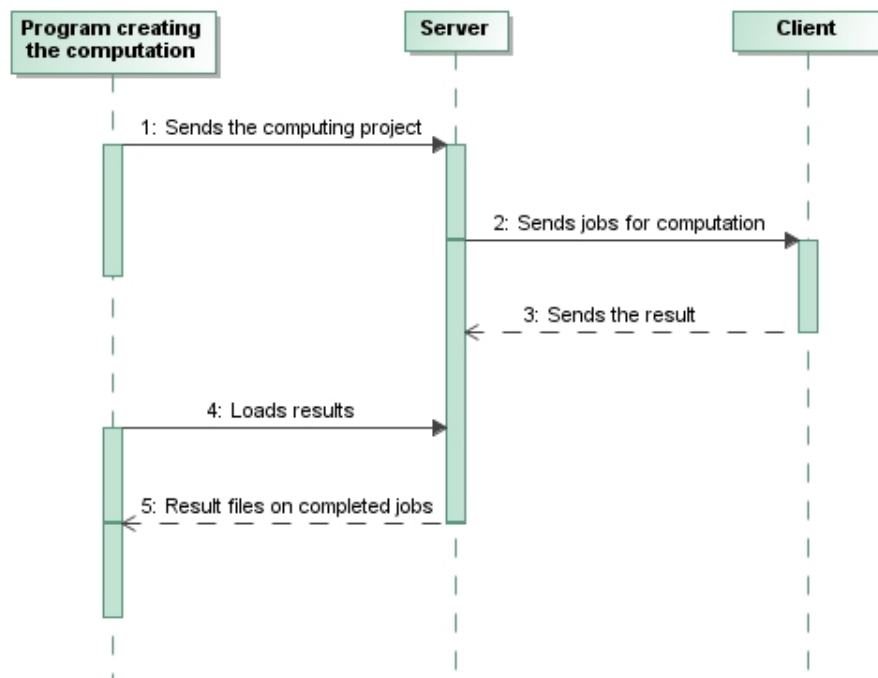 Program creating
the computation
Server
Client
1: Sends the computing project
2: Sends jobs for computation
3: Sends the result
4: Loads results
5: Result files on completed jobs